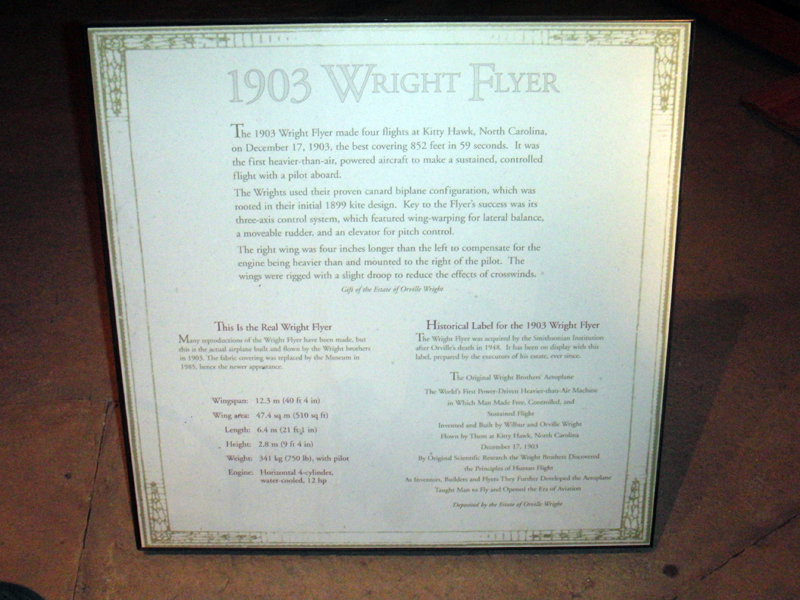 1903 WRIGHT FLYER
The 1903 Wright Flyer made four flights at Kitty Hawk, North Carolina,
on December 17, 1903, the best covering 852 feet in 59 seconds. It was
the first heavier-than-air, powered aircraft to make a sustained, controlled
flight with a pilot aboard.
The Wrights used their proven canard biplane configuration, which was
rooted in their initial 1899 kite design. Key to the Flyer's success was its
three-axis control system, which featured wing-warping for lateral balance,
a moveable rudder, and an elevator for pitch control.
The right wing was four inches longer than the left to compensate for the
engine being heavier than and mounted to the right of the pilot. The
wings were rigged with a slight droop to reduce the effects of crosswinds.
Gift of the Estate of Orville Wright
This Is the Real Wright Flyer
Many reproductions of the Wright Flyer have been made, but
this is the actual airplane built and flown by the Wright brothers
in 1903. The fabric covering was replaced by the Museum in
1985, hence the newer appearance.
Wingspan: 12.3 m (40 ft 4 in)
Wing area: 47.4 sq m (510 sq ft)
Length: 6.4 m (21 ft 1 in)
Height: 2.8 m (9 ft 4 in)
Weight: 341 kg (750 lb), with pilot
Engine: Horizontal 4-cylinder,
water-cooled, 12 hp
Historical Label for the 1903 Wright Flyer
The Wright Flyer was acquired by the Smithsonian Institution
after Orville's death in 1948. It has been on display with this
label, prepared by the executors of his estate, ever since.
The Original Wright Brothers' Aeroplane
The World's First Power-Driven Heavier-than-Air Machine
in Which Man Made Free, Controlled, and
Sustained Flight
Invented and Built by Wilbur and Orville Wright
Flown by Them at Kitty Hawk, North Carolina
December 17, 1903
By Original Scientific Research the Wright Brothers Discovered
the Principles of Human Flight
As Inventors, Builders and Flyers They Further Developed the Aeroplane
Taught Man to Fly and Opened the Era of Aviation
Deposited by the Estate of Orville Wright